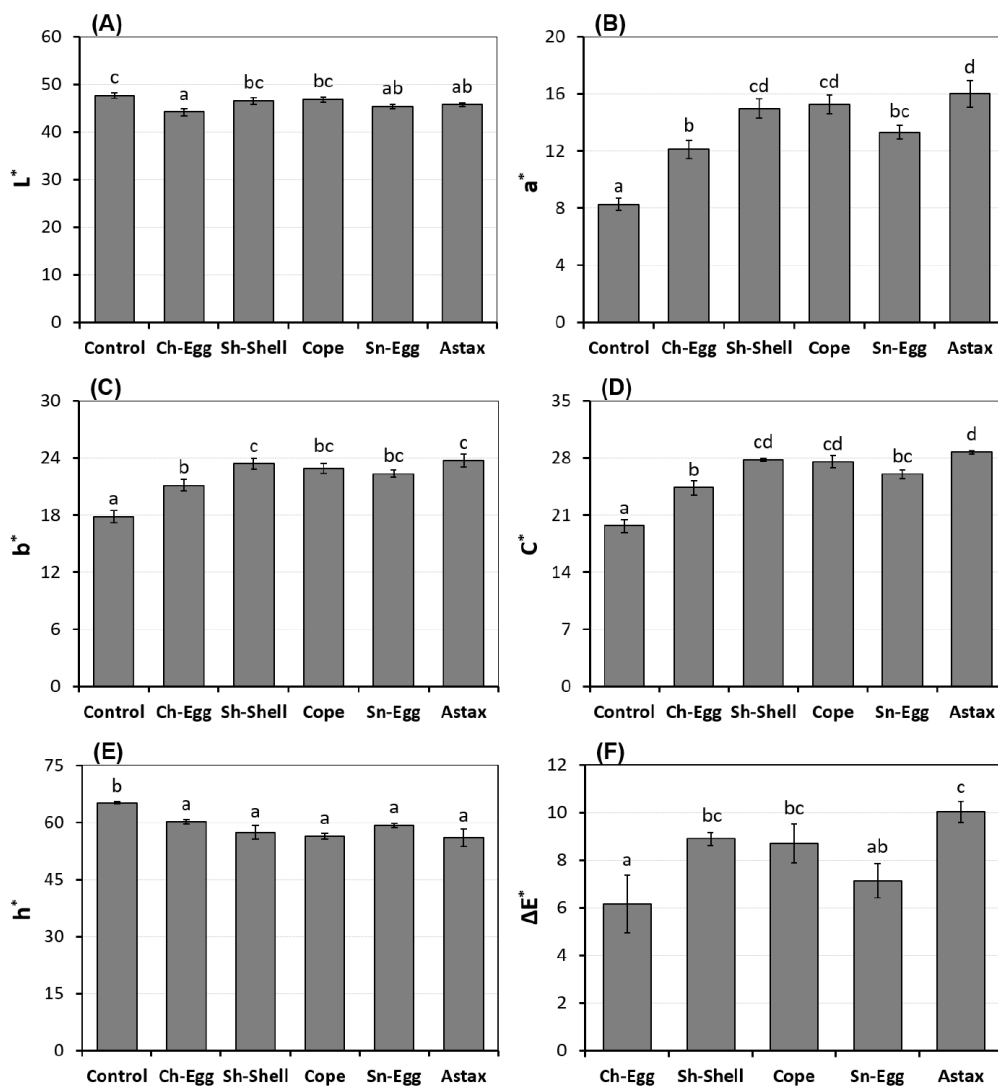 (A)
60
50
40
30
20
10
0
L*
c a bc bc ab ab
Control Ch-Egg Sh-Shell Cope Sn-Egg Astax
(B)
20
16
12
8
4
0
a*
a b cd cd bc d
Control Ch-Egg Sh-Shell Cope Sn-Egg Astax
(C)
30
24
18
12
6
0
b*
a b c bc bc c
Control Ch-Egg Sh-Shell Cope Sn-Egg Astax
(D)
35
28
21
14
7
0
C*
a b cd cd bc d
Control Ch-Egg Sh-Shell Cope Sn-Egg Astax
(E)
75
60
45
30
15
0
h*
b a a a a a
Control Ch-Egg Sh-Shell Cope Sn-Egg Astax
(F)
12
10
8
6
4
2
0
ΔE*
a bc bc ab c
Ch-Egg Sh-Shell Cope Sn-Egg Astax